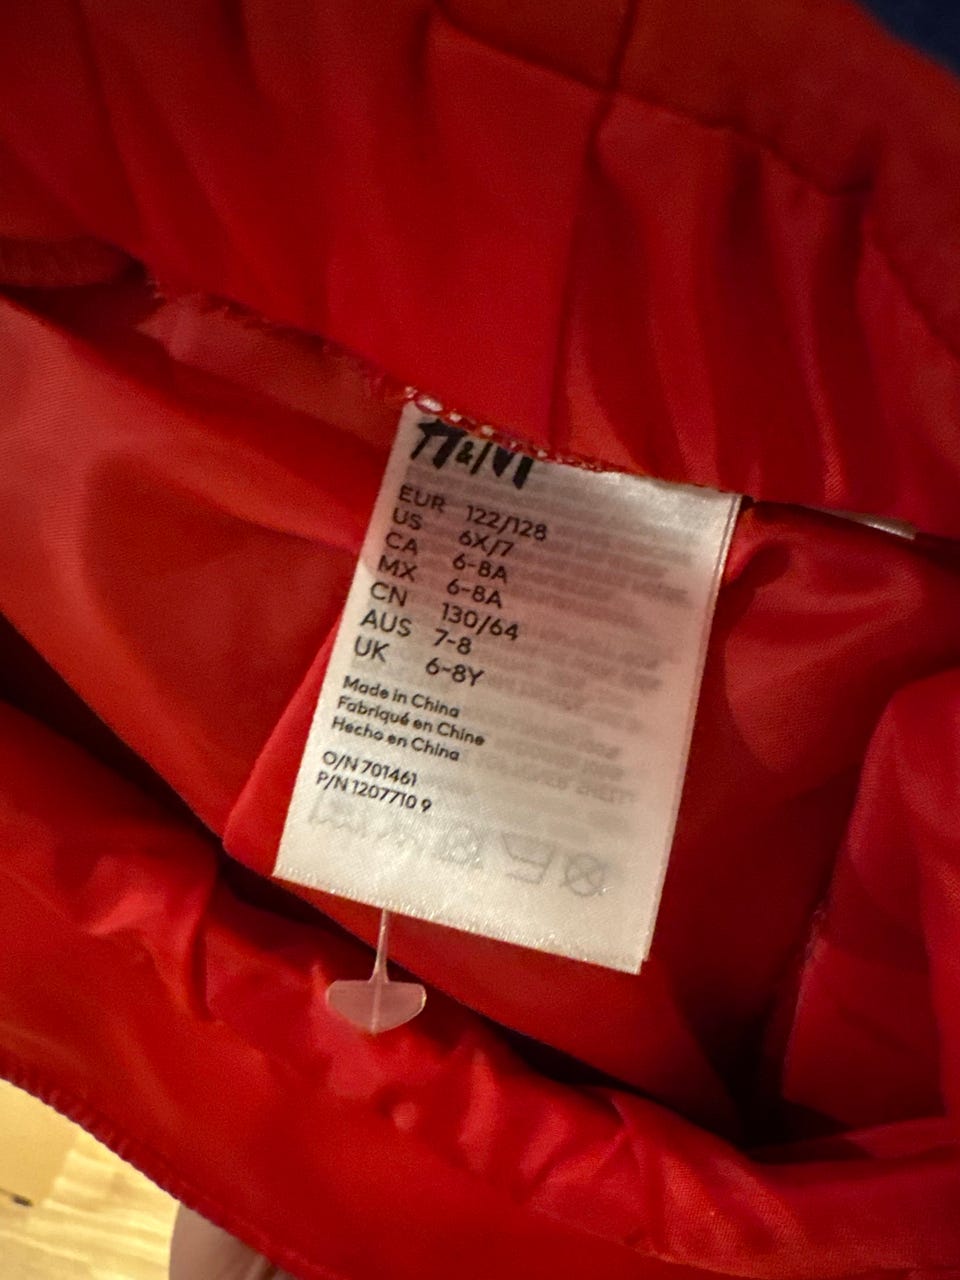 H&M
EUR 122/128
US 6X/7
CA 6-8A
MX 6-8A
CN 130/64
AUS 7-8
UK 6-8Y
Made in China
Fabriqué en Chine
Hecho en China
O/N 701461
P/N 1207710 9